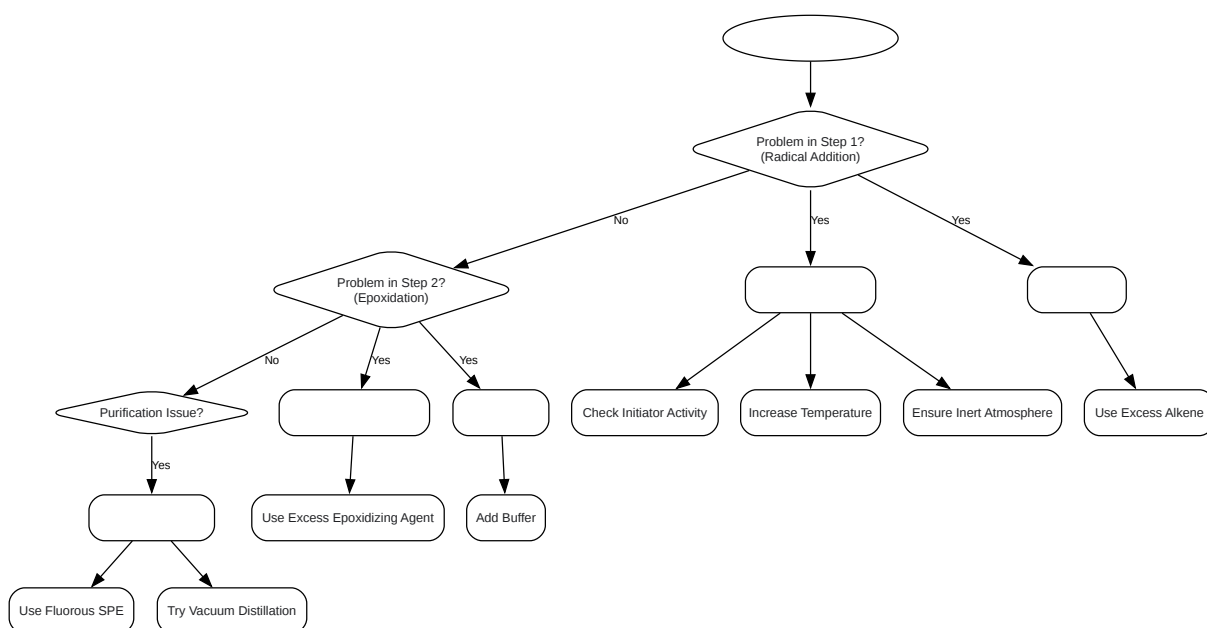 Problem in Step 1?
(Radical Addition)
No
Yes
Yes
Problem in Step 2?
(Epoxidation)
No
Yes
Yes
Purification Issue?
Check Initiator Activity
Increase Temperature
Ensure Inert Atmosphere
Use Excess Alkene
Yes
Use Excess Epoxidizing Agent
Add Buffer
Use Fluorous SPE
Try Vacuum Distillation